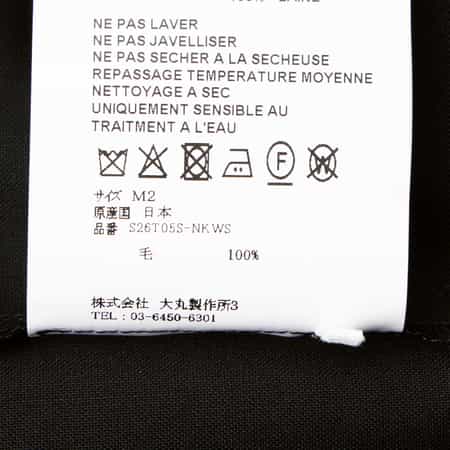 NE PAS LAVER
NE PAS JAVELLISER
NE PAS SECHER A LA SECHEUSE
REPASSAGE TEMPERATURE MOYENNE
NETTOYAGE A SEC
UNIQUEMENT SENSIBLE AU
TRAITMENT A L'EAU
F
W
サイズ M2
原産国 日本
品番 S26T05S-NKWS
毛 100%
株式会社 大丸製作所3
TEL : 03-6450-6301